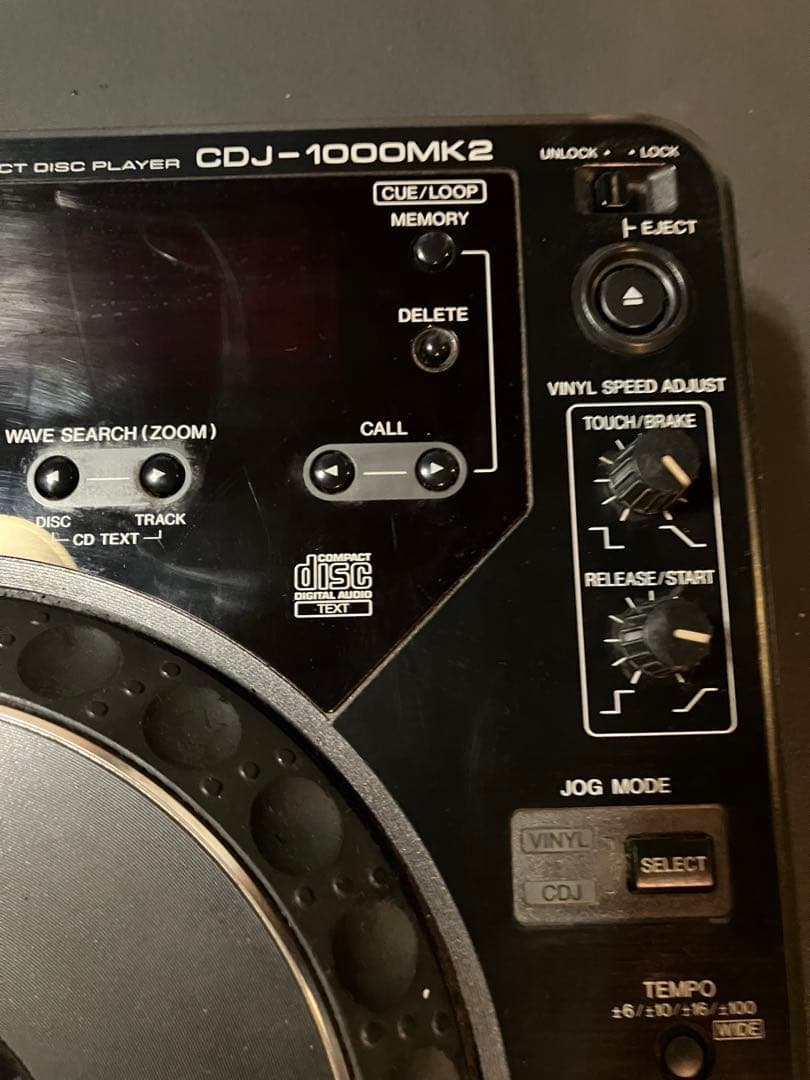 CT DISC PLAYER CDJ-1000MK2
UNLOCK • • LOCK
CUE/LOOP
MEMORY
EJECT
DELETE
VINYL SPEED ADJUST
TOUCH/BRAKE
WAVE SEARCH (ZOOM)
CALL
DISC TRACK
CD TEXT
COMPACT
disc
DIGITAL AUDIO
TEXT
RELEASE/START
JOG MODE
VINYL
SELECT
CDJ
TEMPO
±6/±10/±16/±100
WIDE